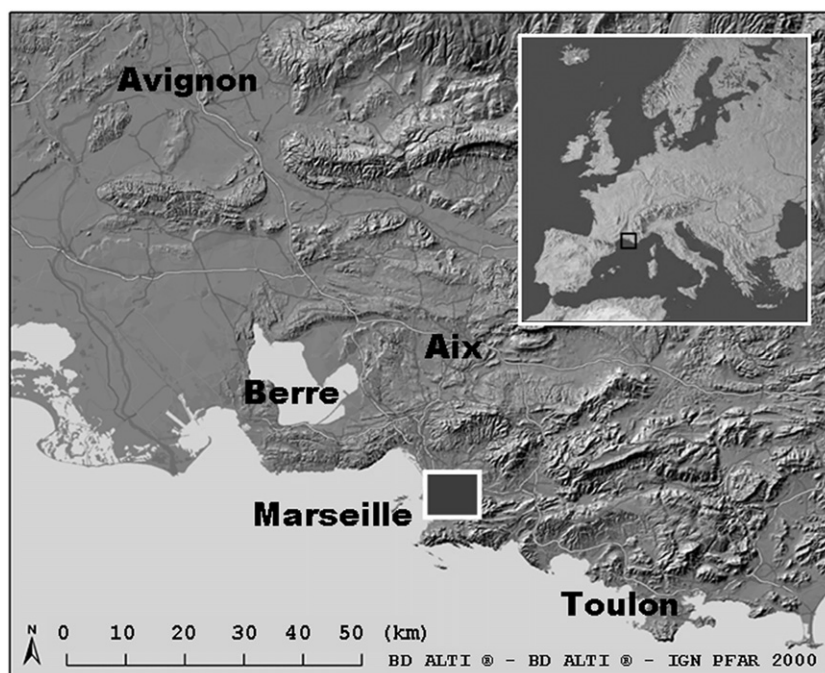 Avignon
Aix
Berre
Marseille
Toulon
N
0 10 20 30 40 50 (km)
BD ALTI ® - BD ALTI ® - IGN PFAR 2000